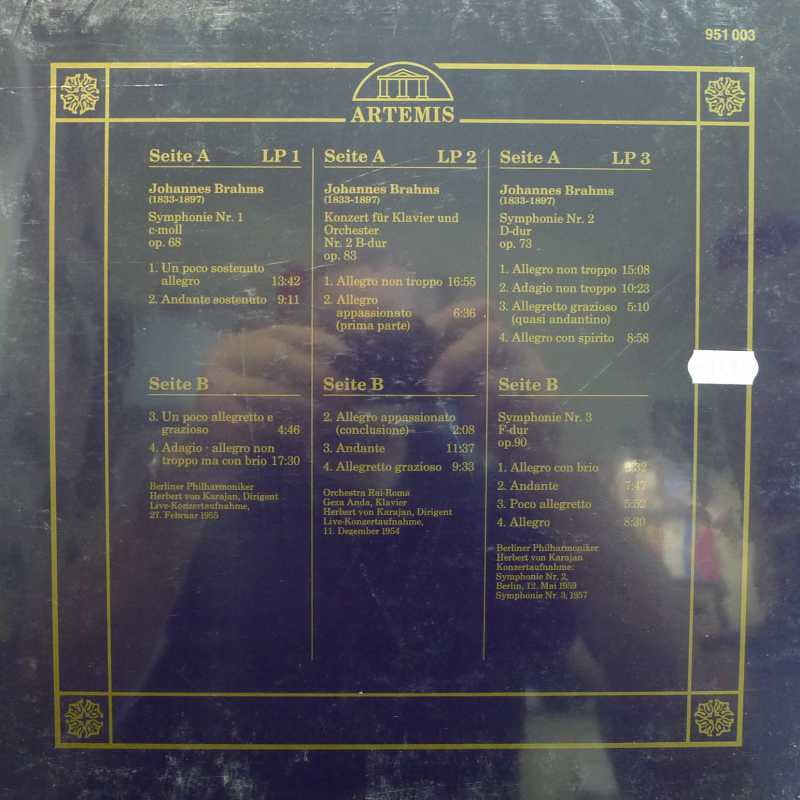 951 003
ARTEMIS
Seite A LP 1
Johannes Brahms
(1833-1897)
Symphonie Nr. 1
c-moll
op. 68
1. Un poco sostenuto
allegro 13:42
2. Andante sostenuto 9:11
Seite B
3. Un poco allegretto e
grazioso 4:46
4. Adagio · allegro non
troppo ma con brio 17:30
Berliner Philharmoniker
Herbert von Karajan, Dirigent
Live-Konzertaufnahme,
27. Februar 1955
Seite A LP 2
Johannes Brahms
(1833-1897)
Konzert für Klavier und
Orchester
Nr. 2 B-dur
op. 83
1. Allegro non troppo 16:55
2. Allegro
appassionato 6:36
(prima parte)
Seite B
2. Allegro appassionato
(conclusione) 2:08
3. Andante 11:37
4. Allegretto grazioso 9:33
Orchestra Rai-Roma
Geza Anda, Klavier
Herbert von Karajan, Dirigent
Live-Konzertaufnahme,
11. Dezember 1954
Seite A LP 3
Johannes Brahms
(1833-1897)
Symphonie Nr. 2
D-dur
op. 73
1. Allegro non troppo 15:08
2. Adagio non troppo 10:23
3. Allegretto grazioso 5:10
(quasi andantino)
4. Allegro con spirito 8:58
Seite B
Symphonie Nr. 3
F-dur
op.90
1. Allegro con brio
2. Andante 7:47
3. Poco allegretto 5:52
4. Allegro 8:30
Berliner Philharmoniker
Herbert von Karajan
Konzertaufnahme:
Symphonie Nr. 2,
Berlin, 12. Mai 1959
Symphonie Nr. 3, 1957